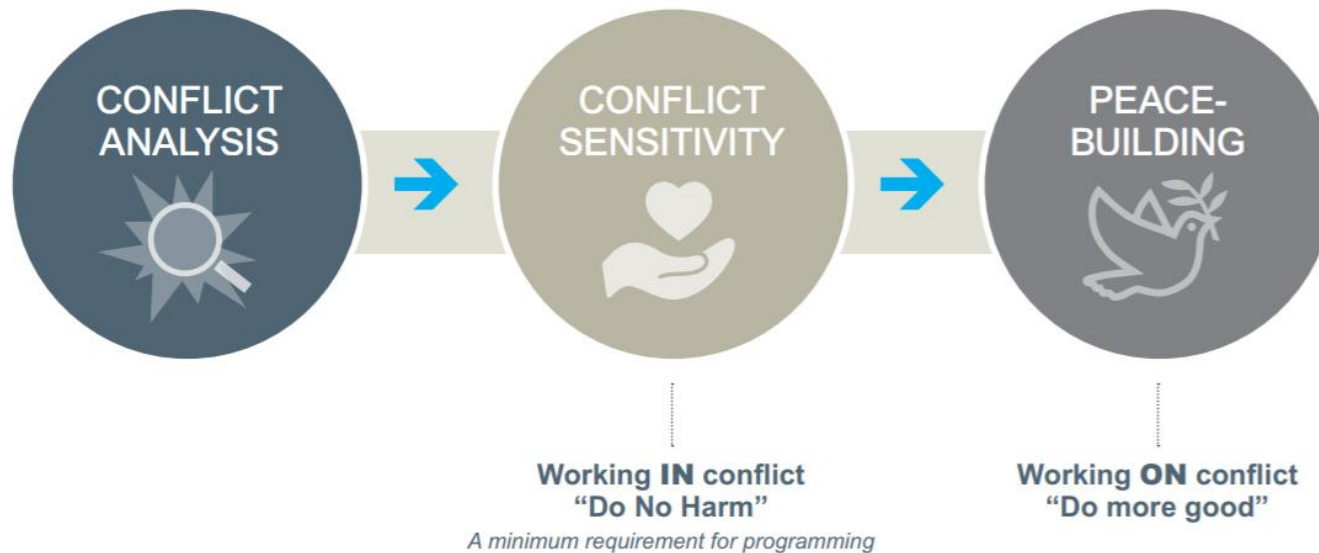 CONFLICT
ANALYSIS
CONFLICT
SENSITIVITY
PEACE-
BUILDING
Working IN conflict
“Do No Harm”
A minimum requirement for programming
Working ON conflict
“Do more good”